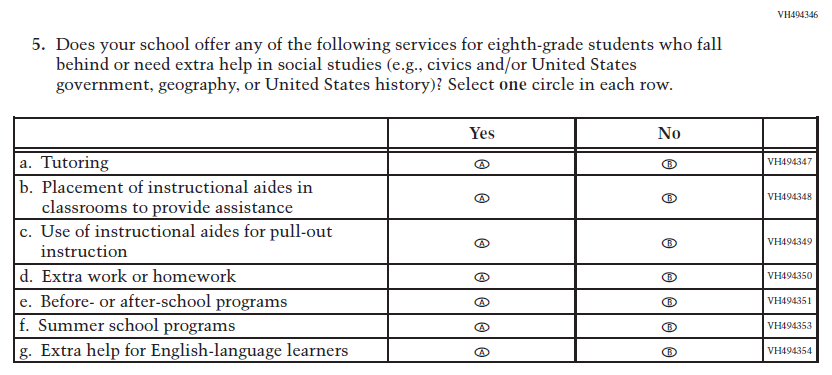 VH494346
5. Does your school offer any of the following services for eighth-grade students who fall
behind or need extra help in social studies (e.g., civics and/or United States
government, geography, or United States history)? Select one circle in each row.
Yes No
a. Tutoring A B VH494347
b. Placement of instructional aides in
classrooms to provide assistance A B VH494348
c. Use of instructional aides for pull-out
instruction A B VH494349
d. Extra work or homework A B VH494350
e. Before- or after-school programs A B VH494351
f. Summer school programs A B VH494353
g. Extra help for English-language learners A B VH494354